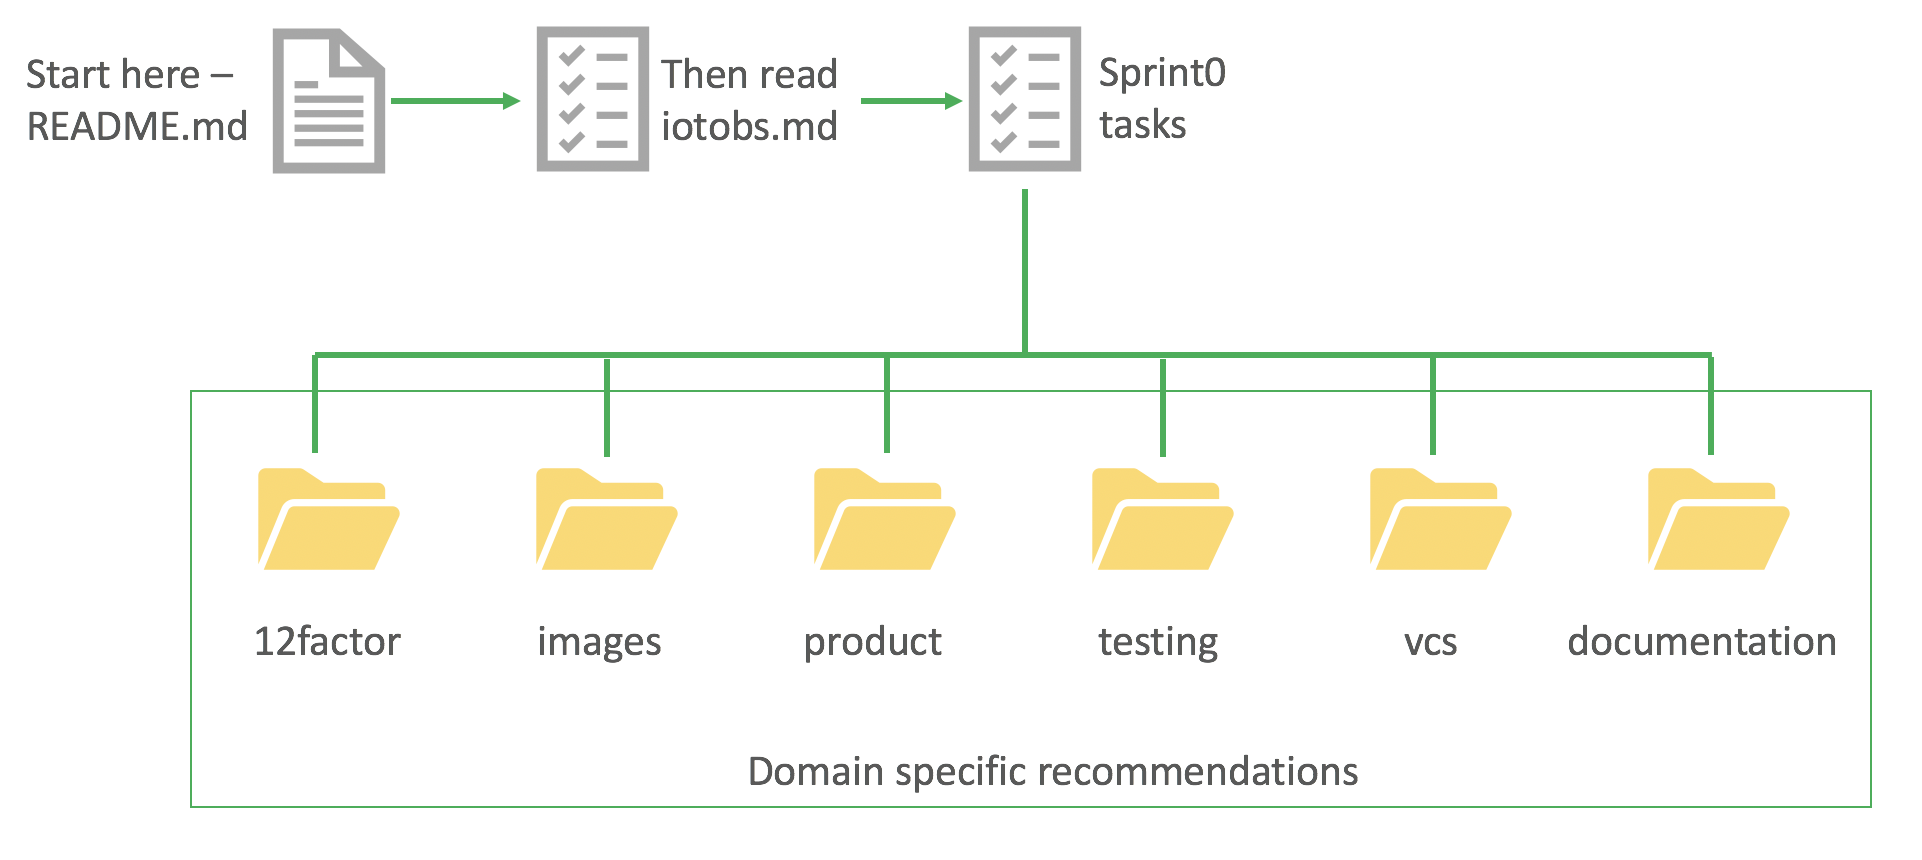 Start here –
README.md
Then read
iotobs.md
Sprint0
tasks
12factor
images
product
testing
vcs
documentation
Domain specific recommendations